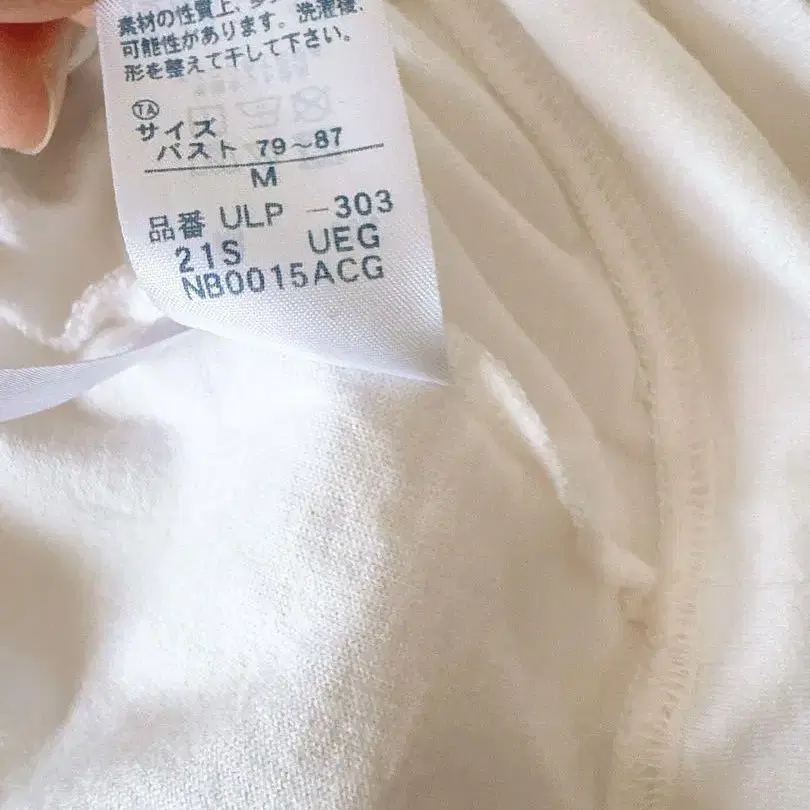 素材の性質上、多
可能性があります。洗濯後、
形を整えて干して下さい。
TA
サイズ
バスト 79～87
M
品番 ULP -303
21S UEG
NB0015ACG